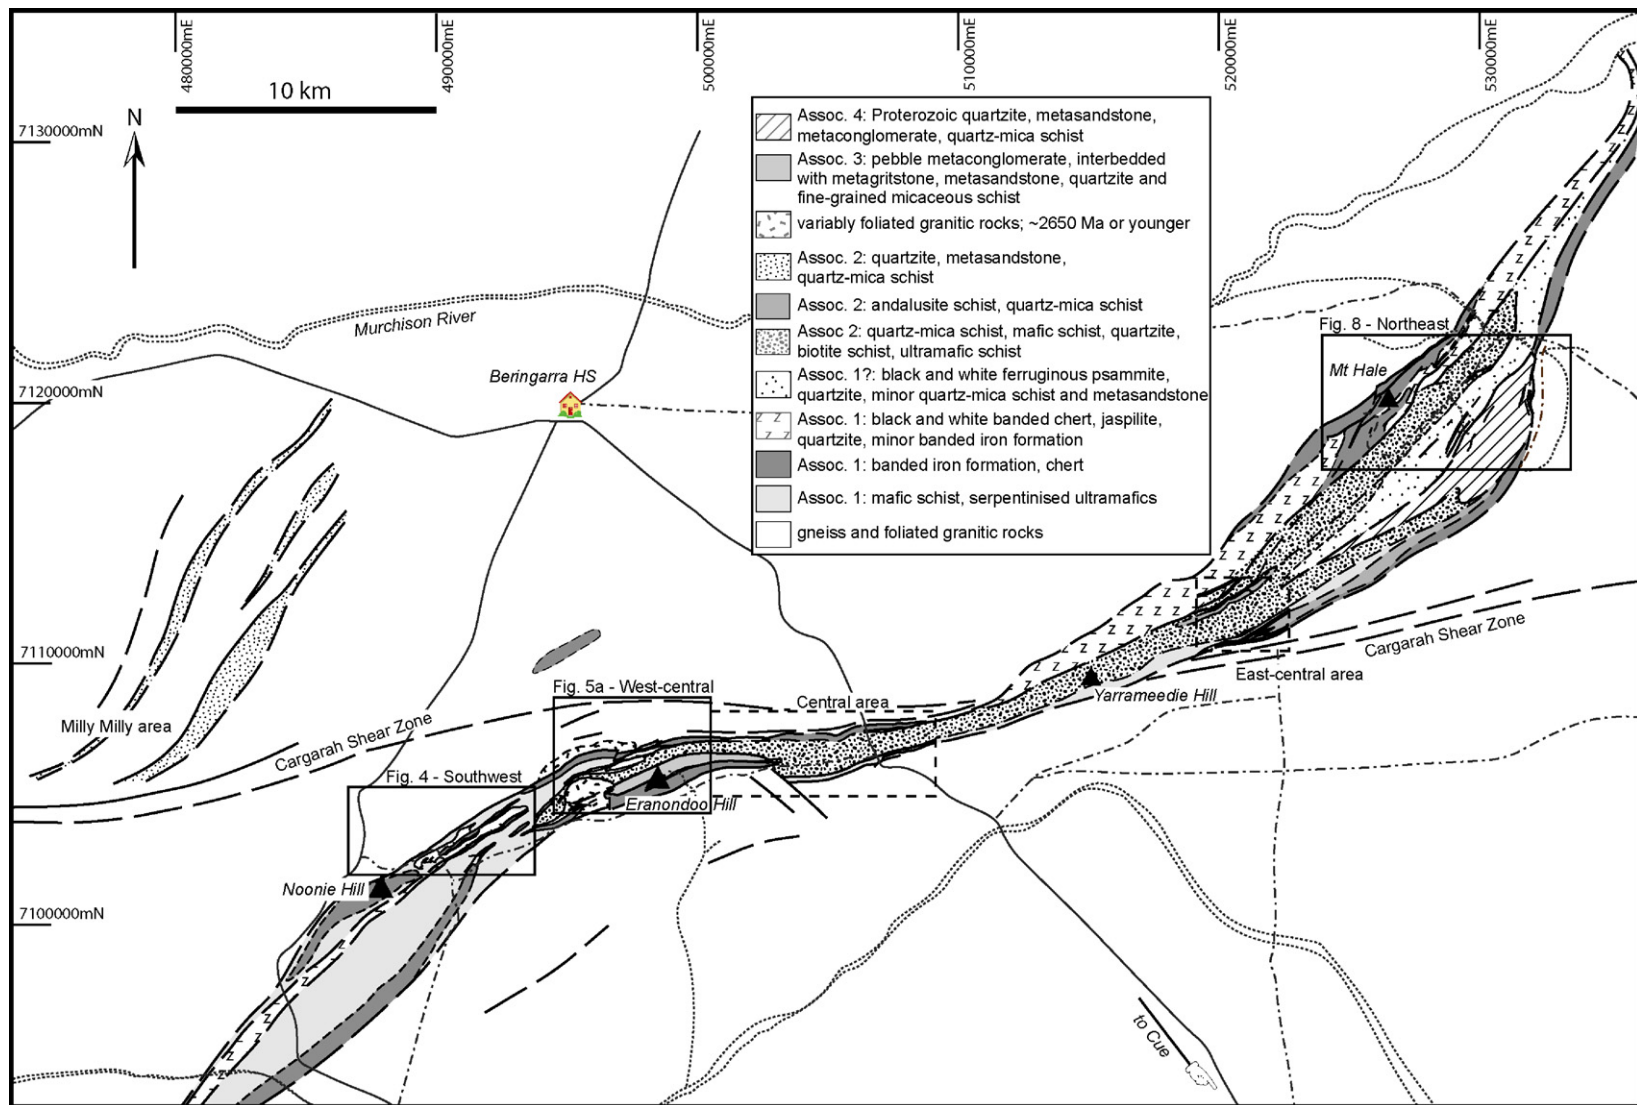 480000mE
490000mE
500000mE
510000mE
520000mE
530000mE
10 km
N
7130000mN
7120000mN
7110000mN
7100000mN
Assoc. 4: Proterozoic quartzite, metasandstone,
metaconglomerate, quartz-mica schist
Assoc. 3: pebble metaconglomerate, interbedded
with metagritstone, metasandstone, quartzite and
fine-grained micaceous schist
variably foliated granitic rocks; ~2650 Ma or younger
Assoc. 2: quartzite, metasandstone,
quartz-mica schist
Assoc. 2: andalusite schist, quartz-mica schist
Assoc 2: quartz-mica schist, mafic schist, quartzite,
biotite schist, ultramafic schist
Assoc. 1?: black and white ferruginous psammite,
quartzite, minor quartz-mica schist and metasandstone
Assoc. 1: black and white banded chert, jaspilite,
quartzite, minor banded iron formation
Assoc. 1: banded iron formation, chert
Assoc. 1: mafic schist, serpentinised ultramafics
gneiss and foliated granitic rocks
Murchison River
Beringarra HS
Fig. 8 - Northeast
Mt Hale
Cargarah Shear Zone
East-central area
Yarrameedie Hill
Central area
Fig. 5a - West-central
Milly Milly area
Cargarah Shear Zone
Fig. 4 - Southwest
Eranondoo Hill
Noonie Hill
to Cue